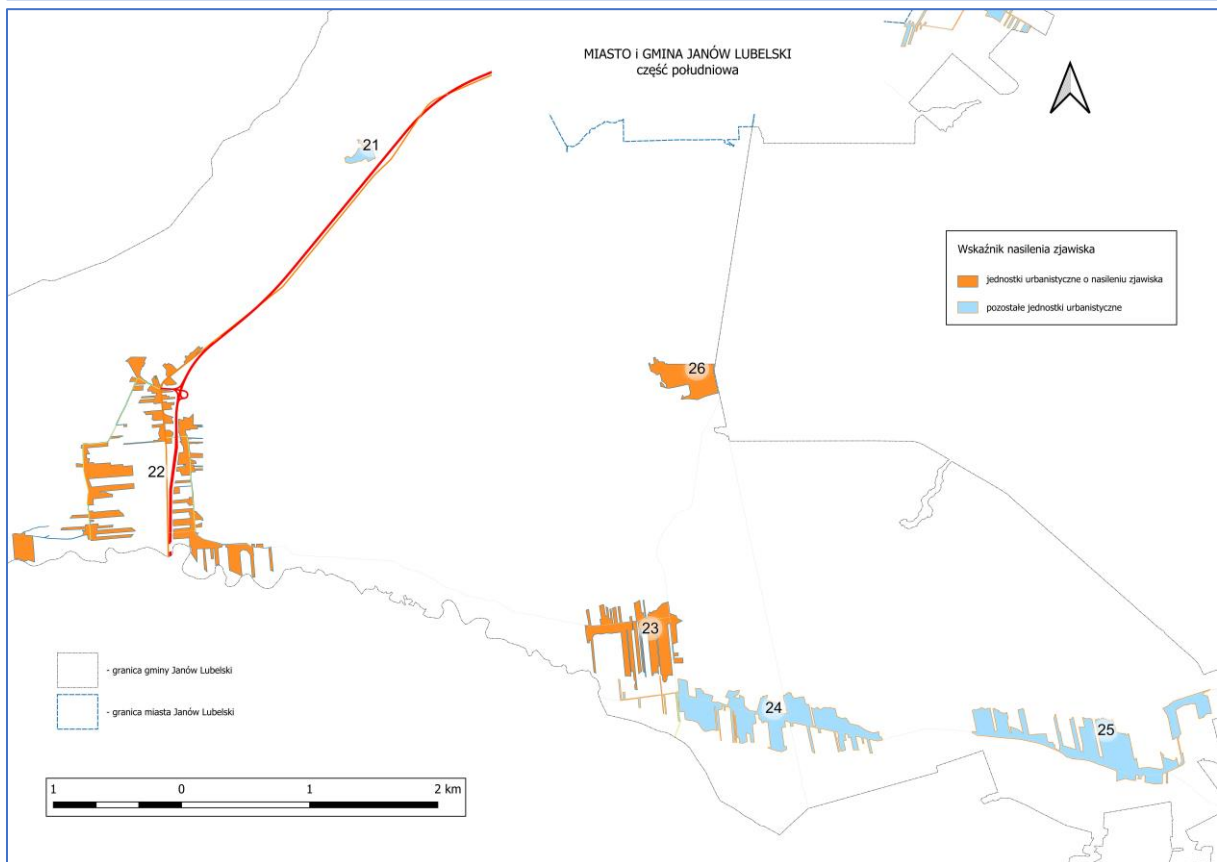 MIASTO i GMINA JANÓW LUBELSKI
część południowa
21
Wskaźnik nasilenia zjawiska
jednostki urbanistyczne o nasileniu zjawiska
pozostałe jednostki urbanistyczne
26
22
23
- granica gminy Janów Lubelski
24
- granica miasta Janów Lubelski
25
1 0 1 2 km